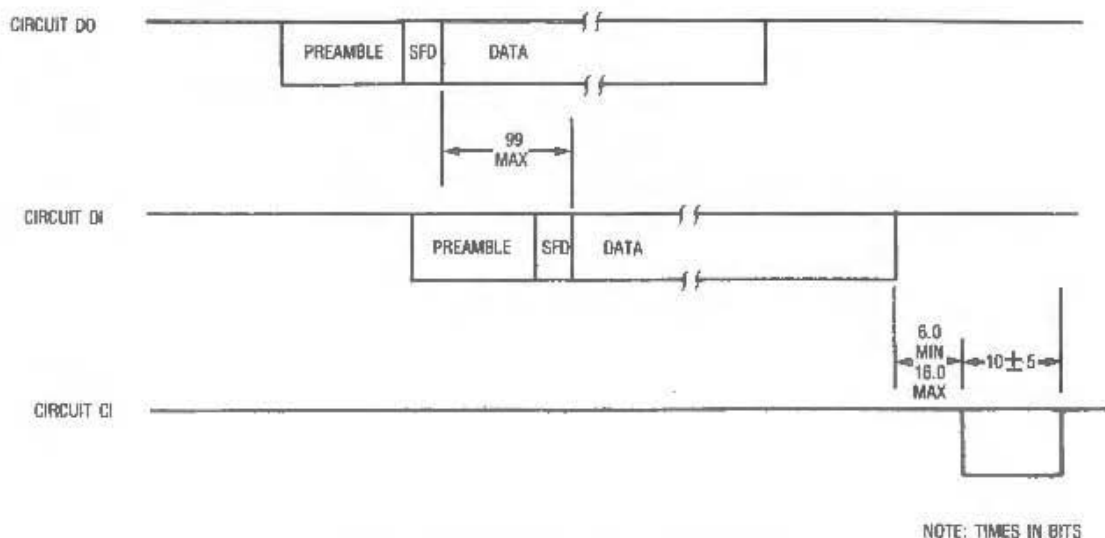 CIRCUIT DO
PREAMBLE SFD DATA
99
MAX
CIRCUIT DI
PREAMBLE SFD DATA
6.0
MIN
16.0
MAX
10 ± 5
CIRCUIT CI
NOTE: TIMES IN BITS